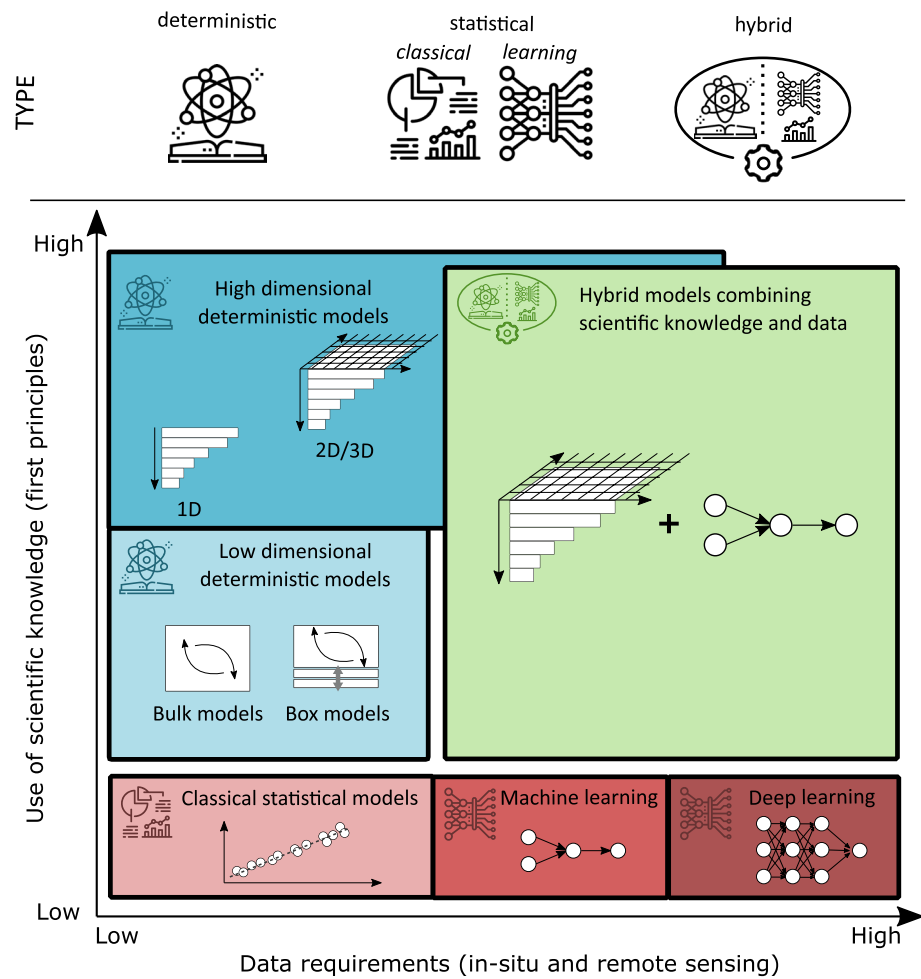 deterministic
statistical
hybrid
classical
learning
TYPE
High
High dimensional
deterministic models
2D/3D
1D
Hybrid models combining
scientific knowledge and data
+
Low dimensional
deterministic models
Bulk models
Box models
Classical statistical models
Machine learning
Deep learning
Use of scientific knowledge (first principles)
Low
Low
High
Data requirements (in-situ and remote sensing)